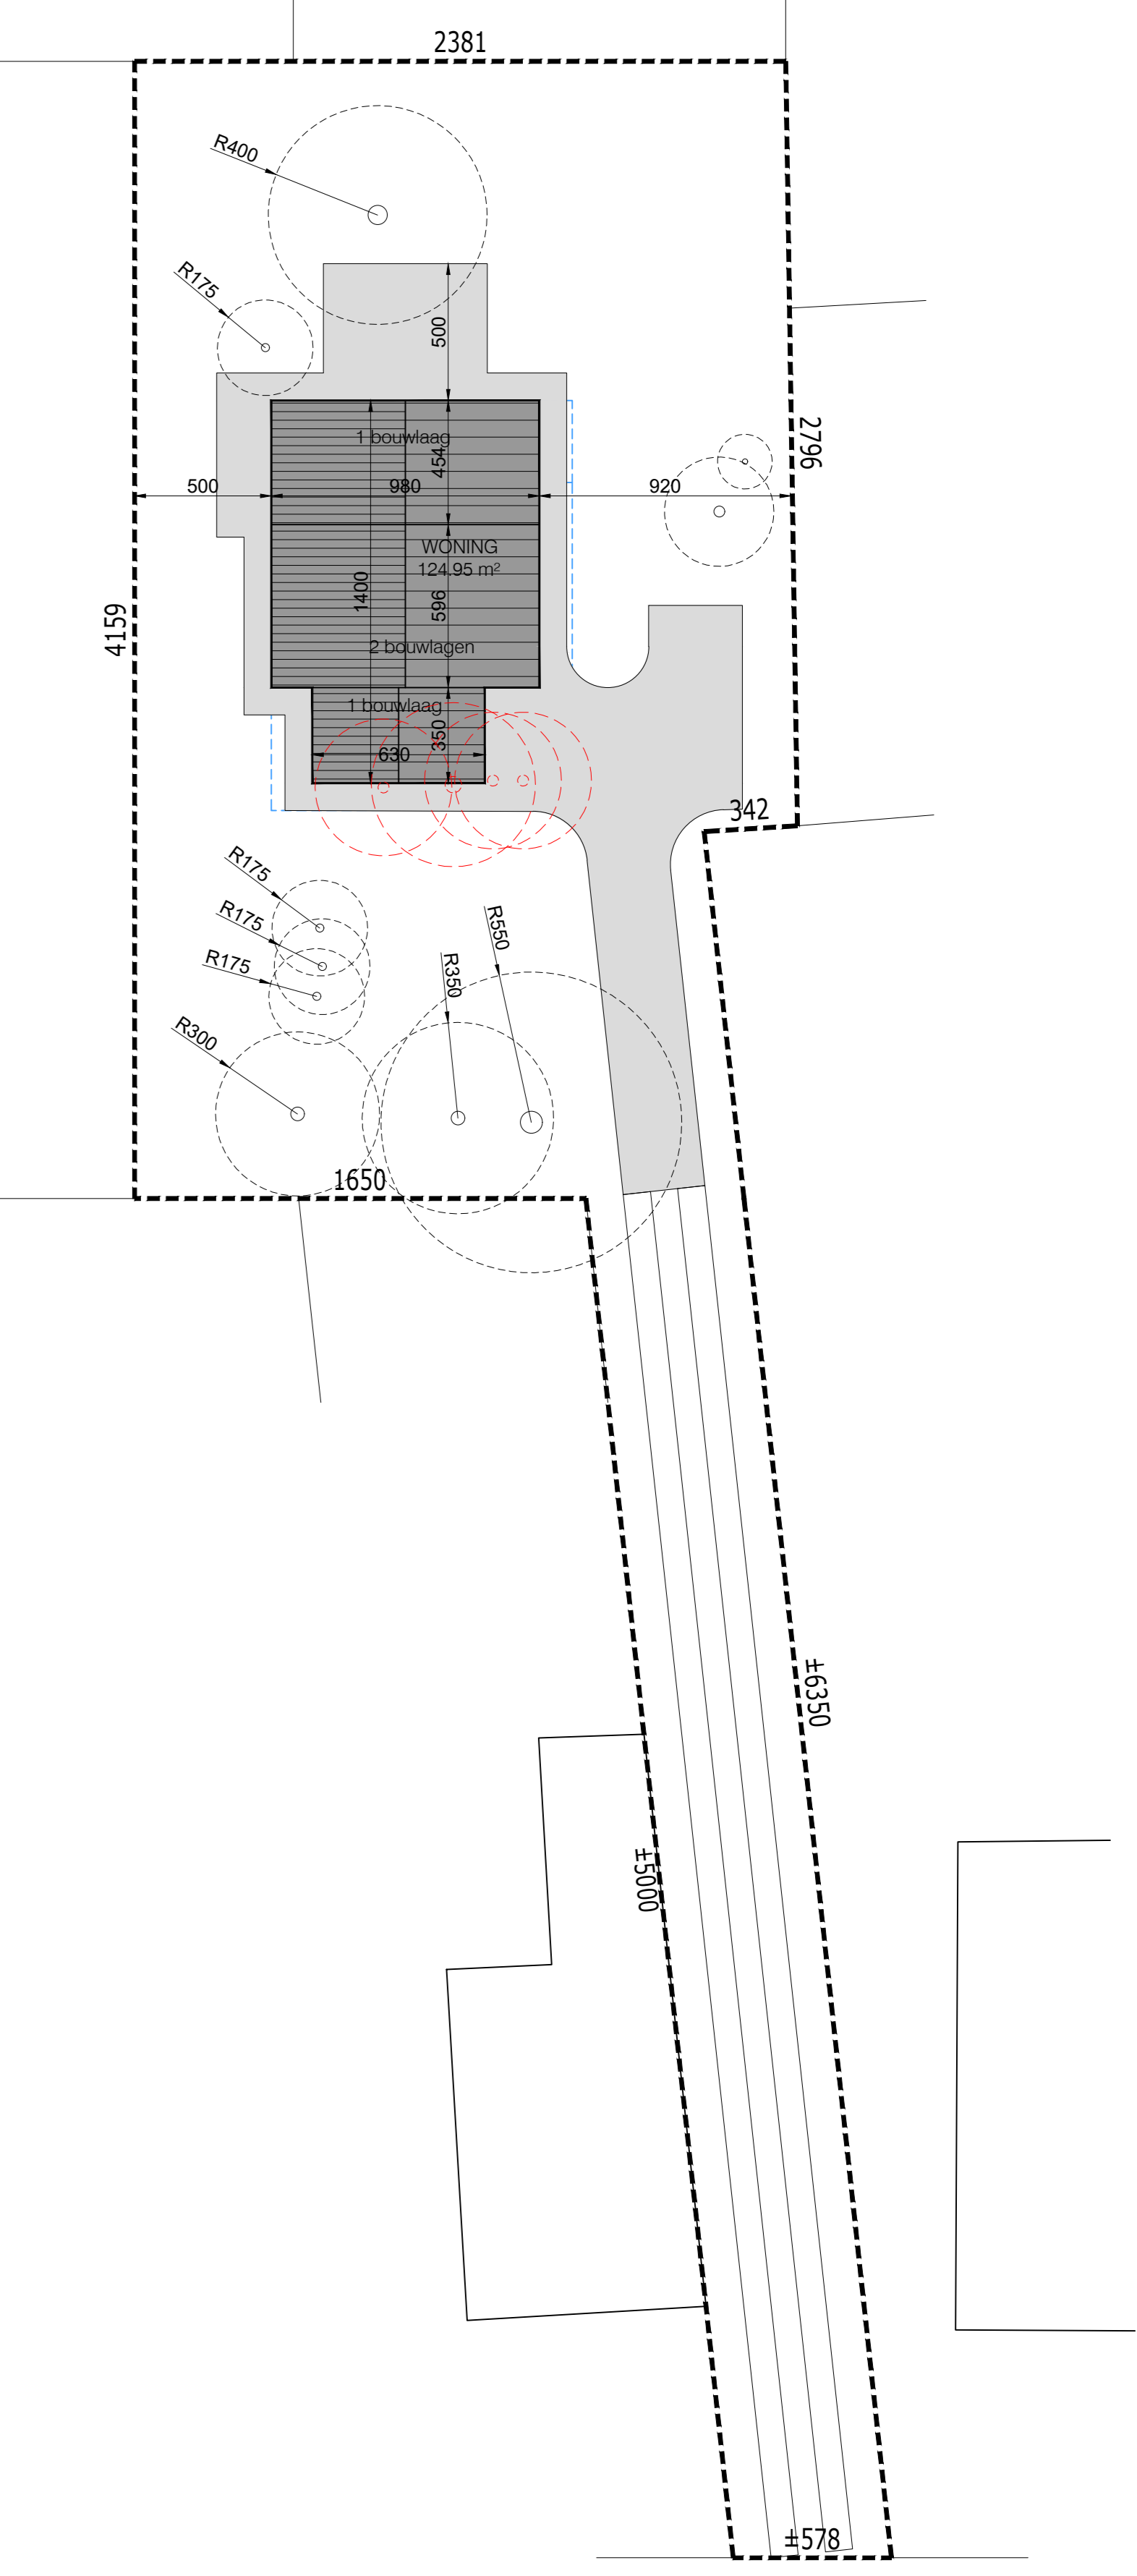 2381
R400
R175
500
1 bouwlaag
454
2796
500
980
920
WONING
124.95 m²
1400
596
4159
2 bouwlagen
1 bouwlaag
350
630
342
R175
R175
R550
R175
R350
R300
1650
±6350
±5000
±578